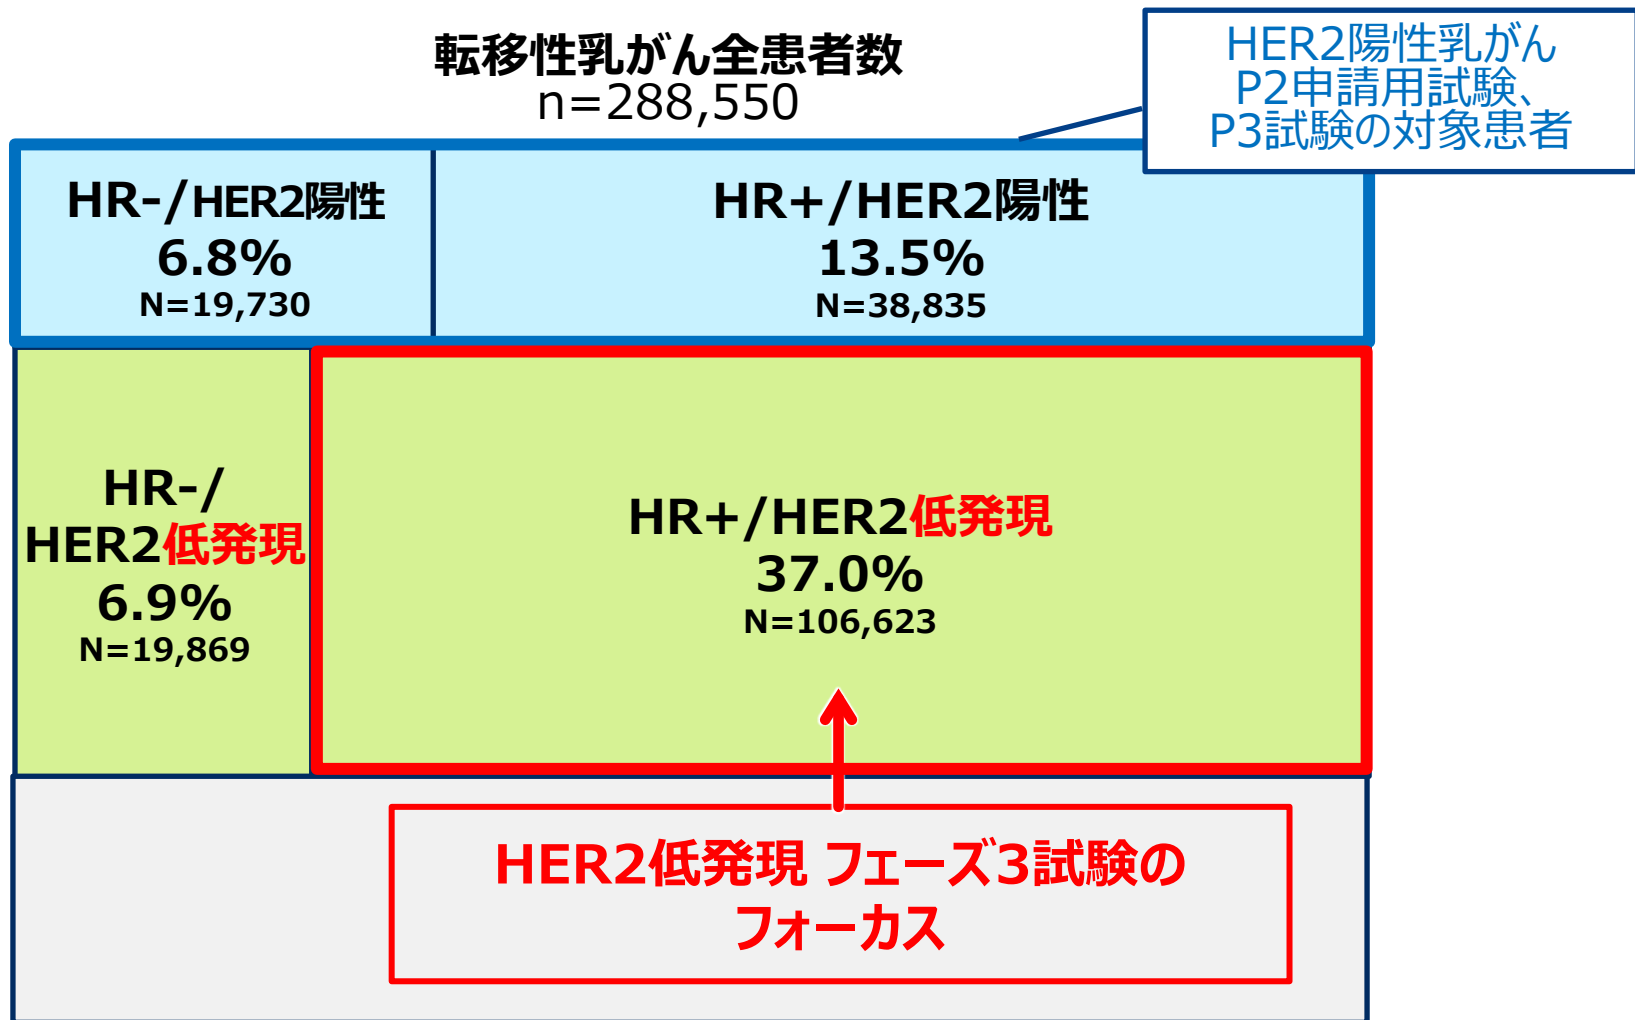 転移性乳がん全患者数
n=288,550
HER2陽性乳がん
P2申請用試験、
P3試験の対象患者
HR-/HER2陽性
6.8%
N=19,730
HR+/HER2陽性
13.5%
N=38,835
HR-/
HER2低発現
6.9%
N=19,869
HR+/HER2低発現
37.0%
N=106,623
HER2低発現 フェーズ3試験の
フォーカス